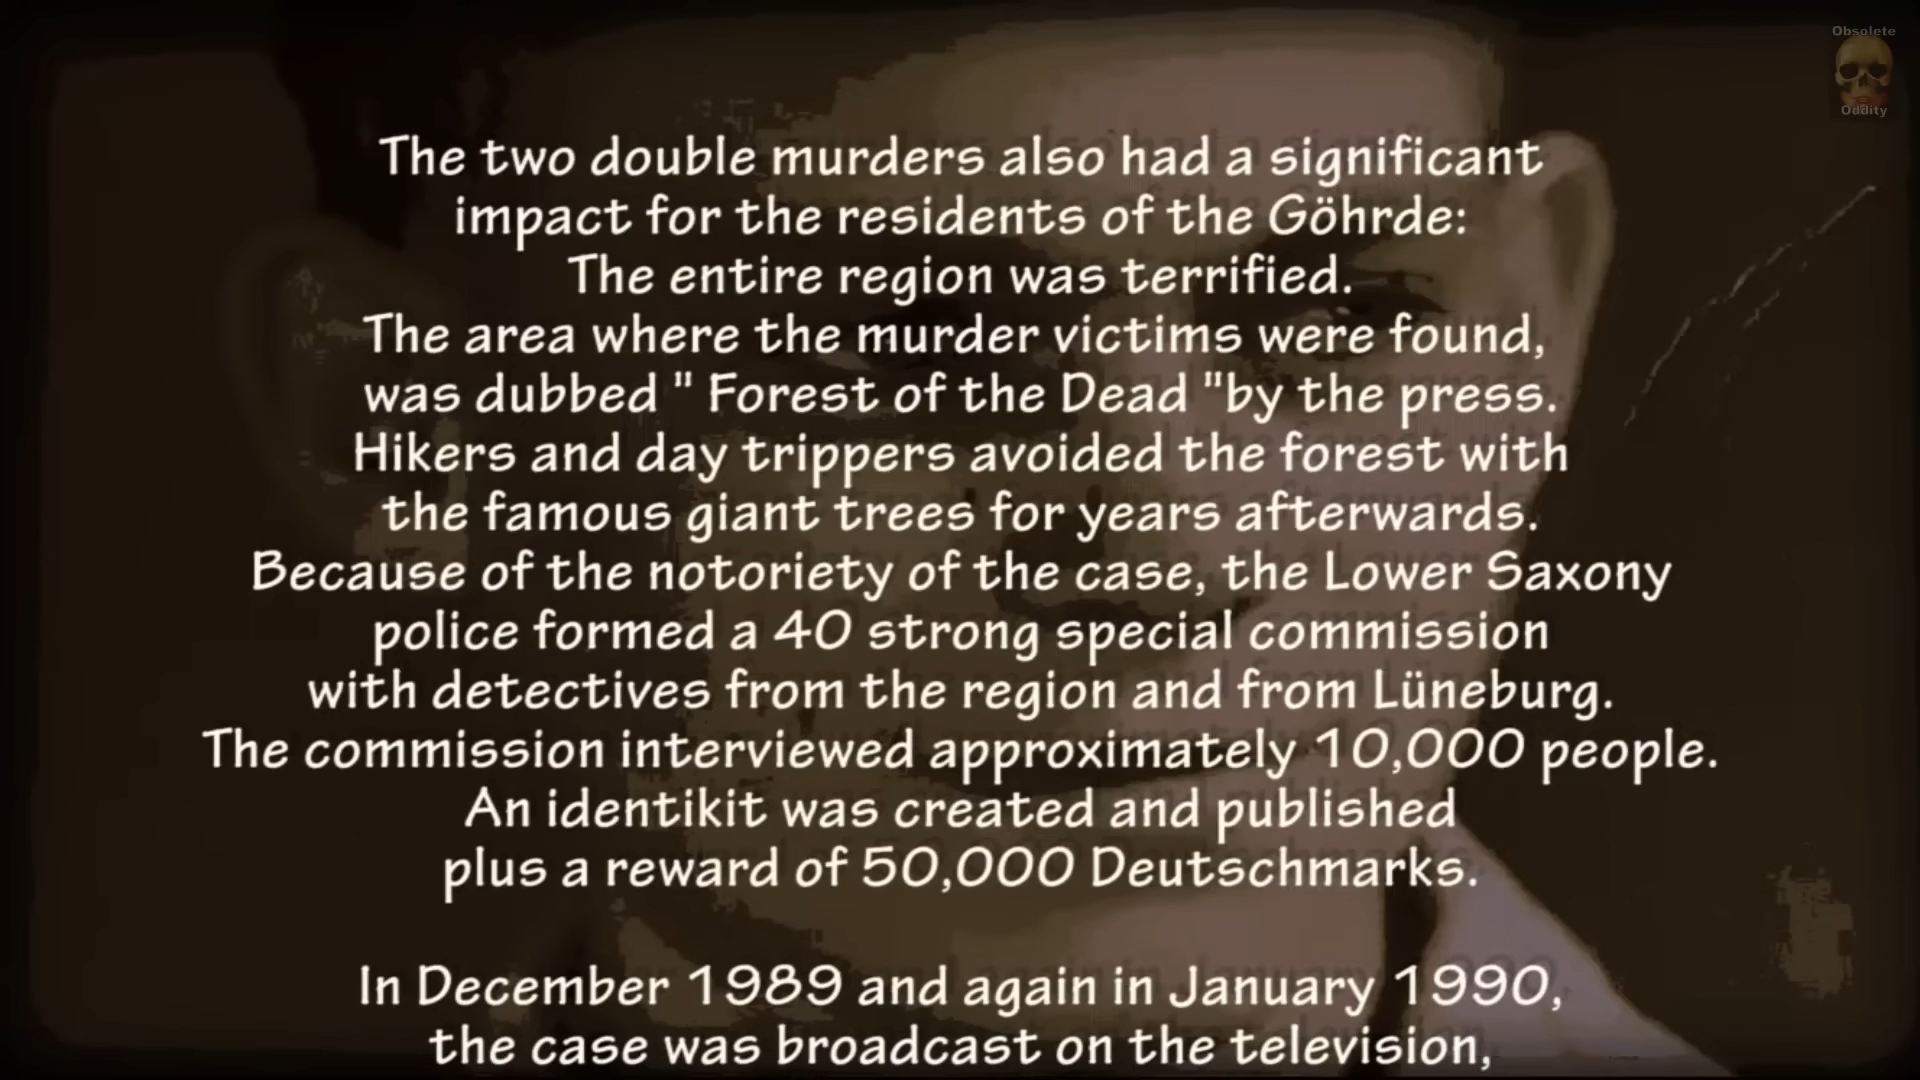 Obsolete
Oddity
The two double murders also had a significant
impact for the residents of the Göhrde:
The entire region was terrified.
The area where the murder victims were found,
was dubbed " Forest of the Dead "by the press.
Hikers and day trippers avoided the forest with
the famous giant trees for years afterwards.
Because of the notoriety of the case, the Lower Saxony
police formed a 40 strong special commission
with detectives from the region and from Lüneburg.
The commission interviewed approximately 10,000 people.
An identikit was created and published
plus a reward of 50,000 Deutschmarks.
In December 1989 and again in January 1990,
the case was broadcast on the television,